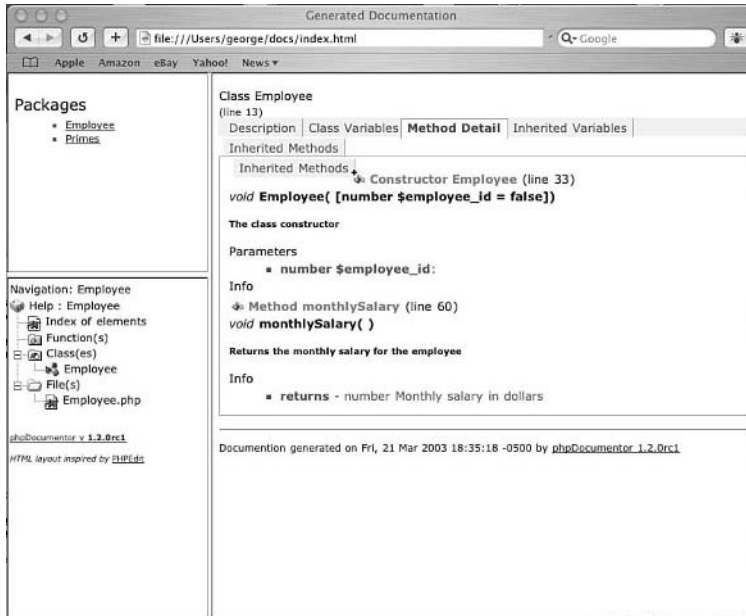 Generated Documentation
file:///Users/george/docs/index.html
Google
Apple Amazon eBay Yahoo! News
Packages
Employee
Primes
Navigation: Employee
Help : Employee
Index of elements
Function(s)
Class(es)
Employee
File(s)
Employee.php
phpDocumentor v 1.2.0rc1
HTML layout inspired by PHPEdit
Class Employee
(line 13)
Description Class Variables Method Detail Inherited Variables
Inherited Methods
Inherited Methods
Constructor Employee (line 33)
void Employee( [number $employee_id = false])
The class constructor
Parameters
number $employee_id:
Info
Method monthlySalary (line 60)
void monthlySalary( )
Returns the monthly salary for the employee
Info
returns - number Monthly salary in dollars
Documention generated on Fri, 21 Mar 2003 18:35:18 -0500 by phpDocumentor 1.2.0rc1